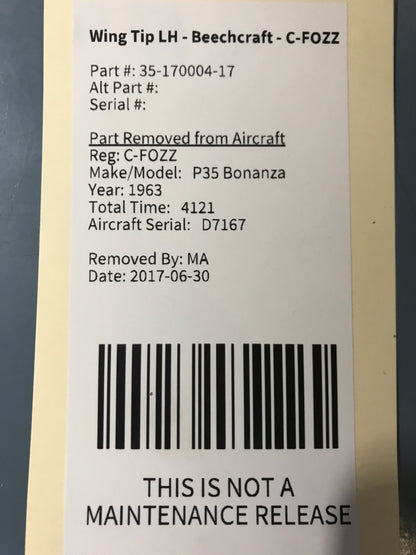 Wing Tip LH - Beechcraft - C-FOZZ
Part #: 35-170004-17
Alt Part #:
Serial #:
Part Removed from Aircraft
Reg: C-FOZZ
Make/Model: P35 Bonanza
Year: 1963
Total Time: 4121
Aircraft Serial: D7167
Removed By: MA
Date: 2017-06-30
THIS IS NOT A
MAINTENANCE RELEASE